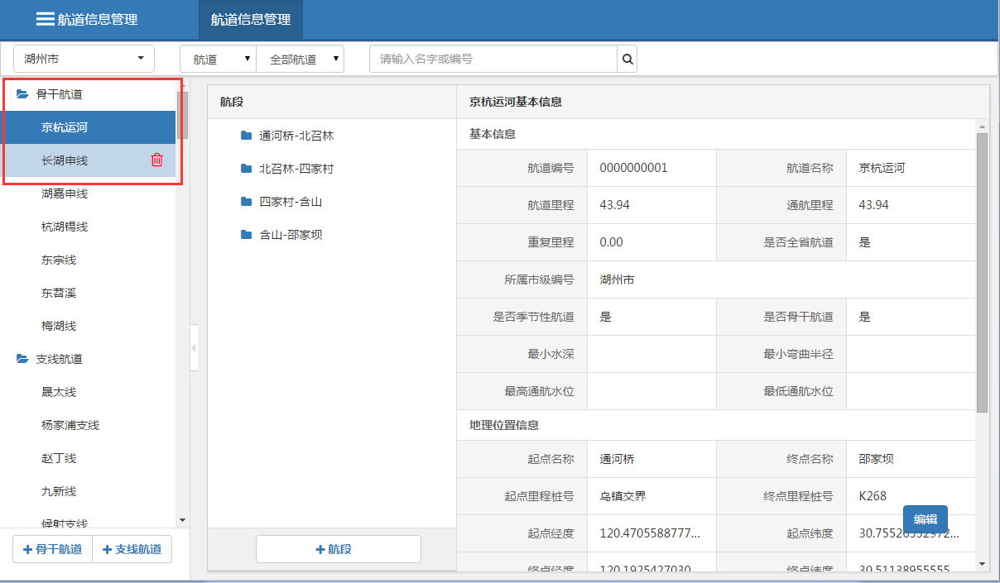 航道信息管理
航道信息管理
湖州市
航道
全部航道
请输入名字或编号
骨干航道
京杭运河
长湖申线
湖嘉申线
杭湖锡线
东宗线
东苕溪
梅湖线
支线航道
晟太线
杨家浦支线
赵丁线
九新线
候射支线
骨干航道
支线航道
航段
通河桥-北召林
北召林-四家村
四家村-含山
含山-邵家坝
航段
京杭运河基本信息
基本信息
航道编号 0000000001 航道名称 京杭运河
航道里程 43.94 通航里程 43.94
重复里程 0.00 是否全省航道 是
所属市级编号 湖州市
是否季节性航道 是 是否骨干航道 是
最小水深 最小弯曲半径
最高通航水位 最低通航水位
地理位置信息
起点名称 通河桥 终点名称 邵家坝
起点里程桩号 乌镇交界 终点里程桩号 K268
编辑
起点经度 120.4705588777... 起点纬度
终点经度 120.1925427030 终点纬度 30.51138955555